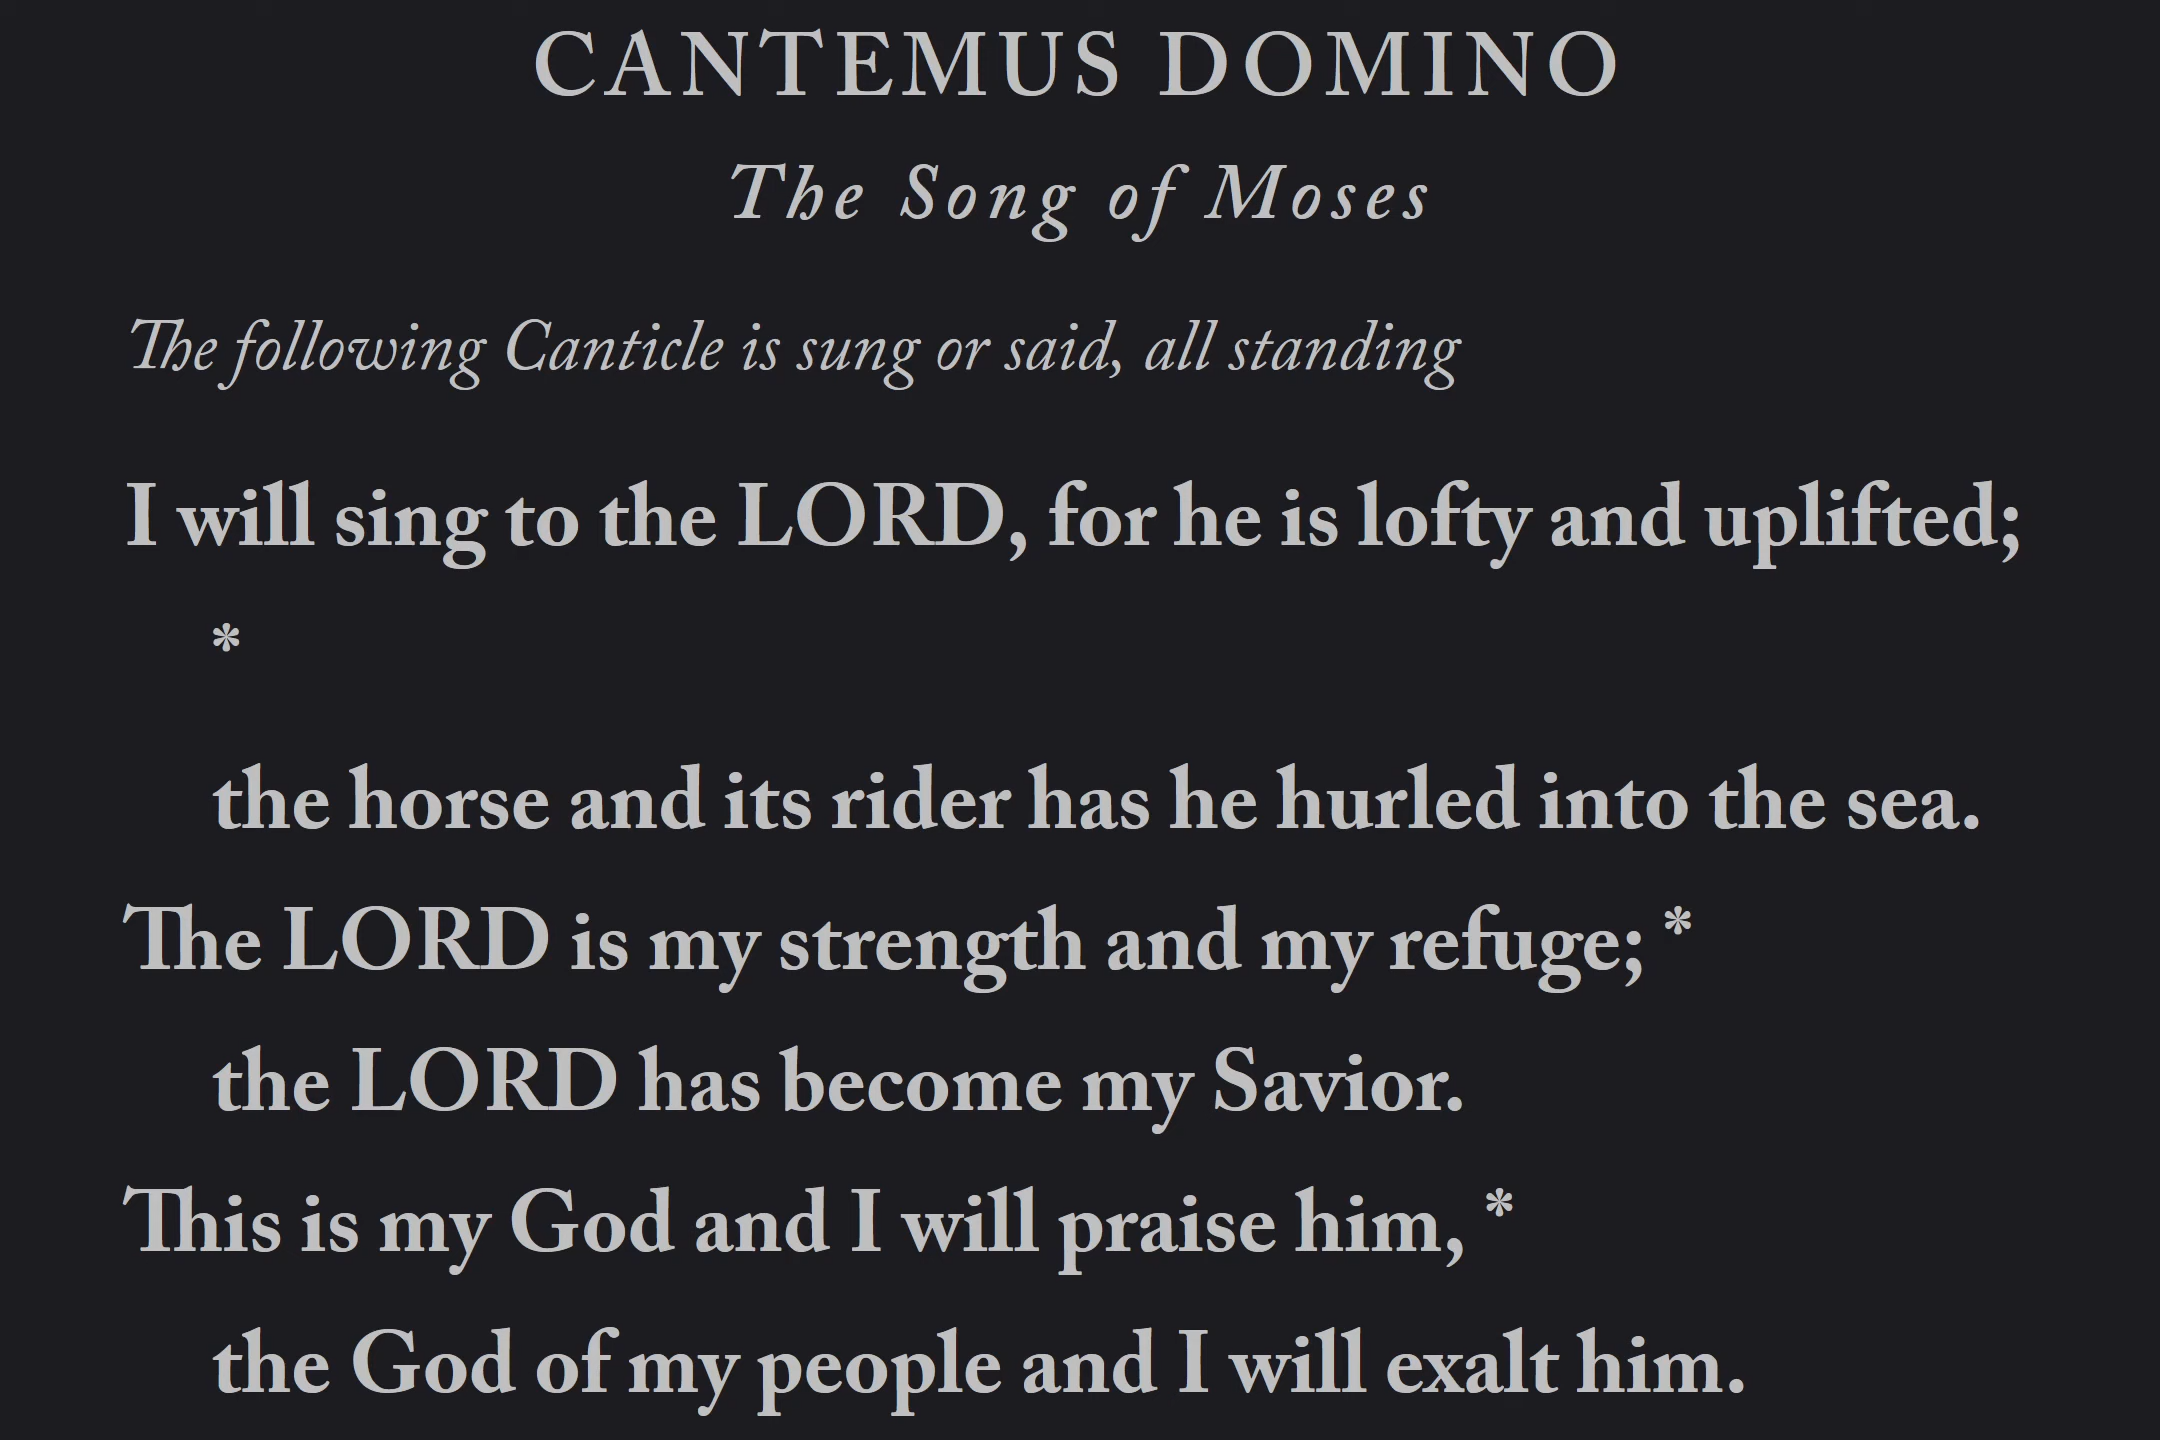 CANTEMUS DOMINO
The Song of Moses
The following Canticle is sung or said, all standing
I will sing to the LORD, for he is lofty and uplifted;
*
the horse and its rider has he hurled into the sea.
The LORD is my strength and my refuge; *
the LORD has become my Savior.
This is my God and I will praise him, *
the God of my people and I will exalt him.